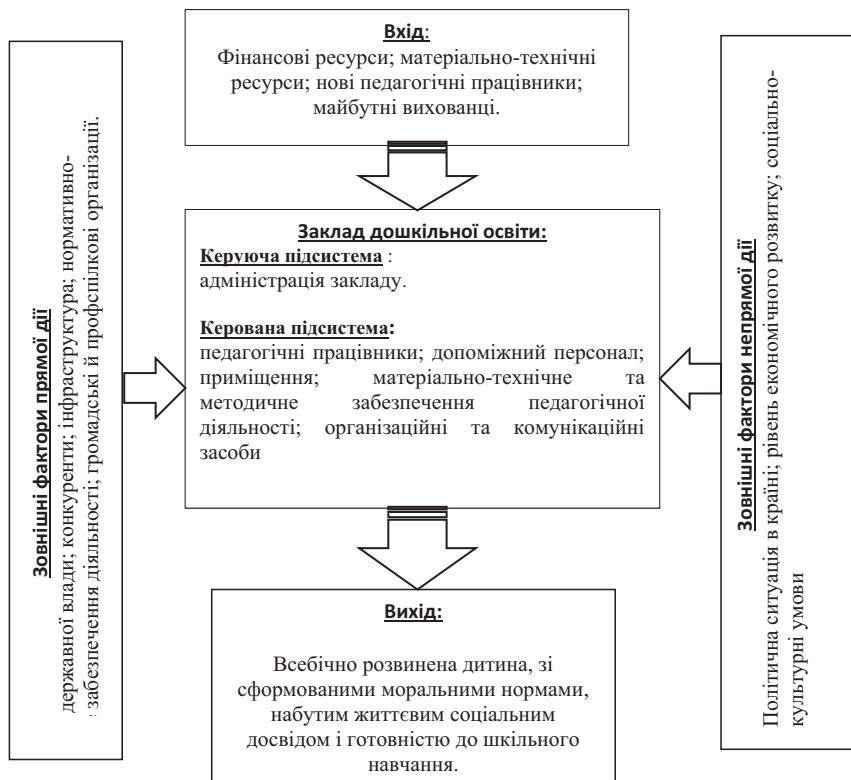 Вхід:
Фінансові ресурси; матеріально-технічні
ресурси; нові педагогічні працівники;
майбутні вихованці.
Зовнішні фактори прямої дії
державної влади; конкуренти; інфраструктура; нормативно-
забезпечення діяльності; громадські й профспілкові організації.
Заклад дошкільної освіти:
Керуюча підсистема :
адміністрація закладу.
Керована підсистема:
педагогічні працівники; допоміжний персонал;
приміщення; матеріально-технічне та
методичне забезпечення педагогічної
діяльності; організаційні та комунікаційні
засоби
Зовнішні фактори непрямої дії
Політична ситуація в країні; рівень економічного розвитку; соціально-
культурні умови
Вихід:
Всебічно розвинена дитина, зі
сформованими моральними нормами,
набутим життєвим соціальним
досвідом і готовністю до шкільного
навчання.